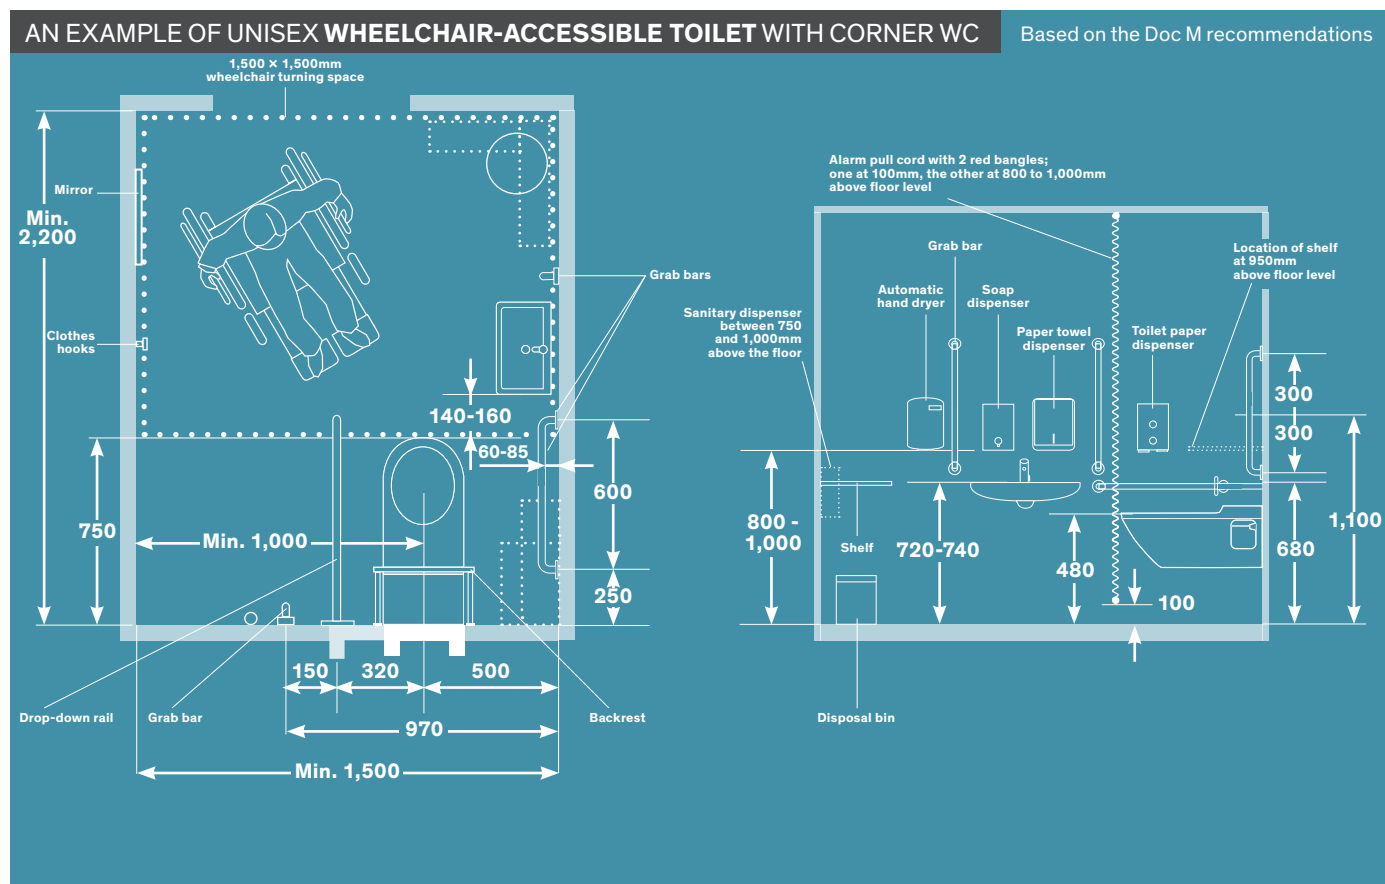 AN EXAMPLE OF UNISEX WHEELCHAIR-ACCESSIBLE TOILET WITH CORNER WC
Based on the Doc M recommendations
1,500 × 1,500mm
wheelchair turning space
Mirror
Min.
2,200
Clothes
hooks
Grab bars
140-160
60-85
600
750
Min. 1,000
250
150
320
500
Drop-down rail
Grab bar
Backrest
970
Min. 1,500
Alarm pull cord with 2 red bangles;
one at 100mm, the other at 800 to 1,000mm
above floor level
Grab bar
Location of shelf
at 950mm
above floor level
Automatic
hand dryer
Soap
dispenser
Sanitary dispenser
between 750
and 1,000mm
above the floor
Paper towel
dispenser
Toilet paper
dispenser
300
300
800 -
1,000
Shelf
720-740
480
680
1,100
100
Disposal bin